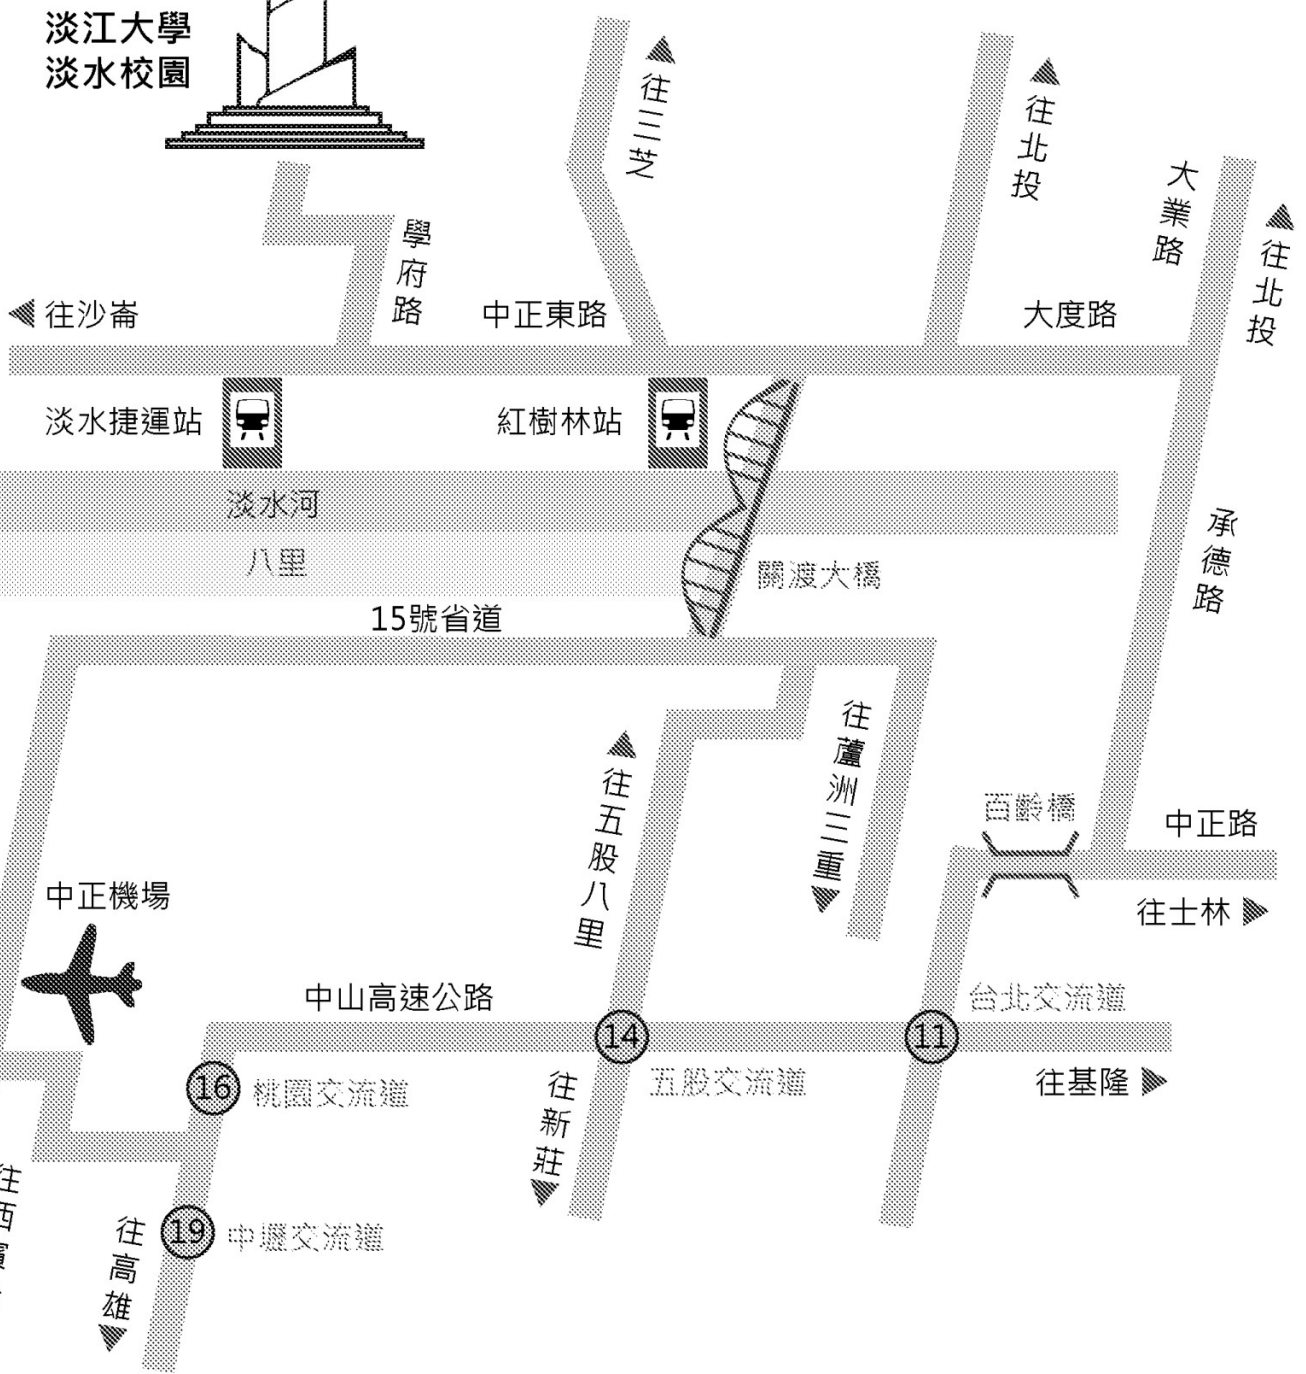 淡江大學
淡水校園
往三芝
往北投
大業路
往北投
學府路
往沙崙
中正東路
大度路
淡水捷運站
紅樹林站
淡水河
八里
關渡大橋
承德路
15號省道
往蘆洲三重
往五股八里
百齡橋
中正路
往士林
中正機場
中山高速公路
台北交流道
14
11
16
桃園交流道
五股交流道
往基隆
往新莊
往西濱
19
中壢交流道
往高雄